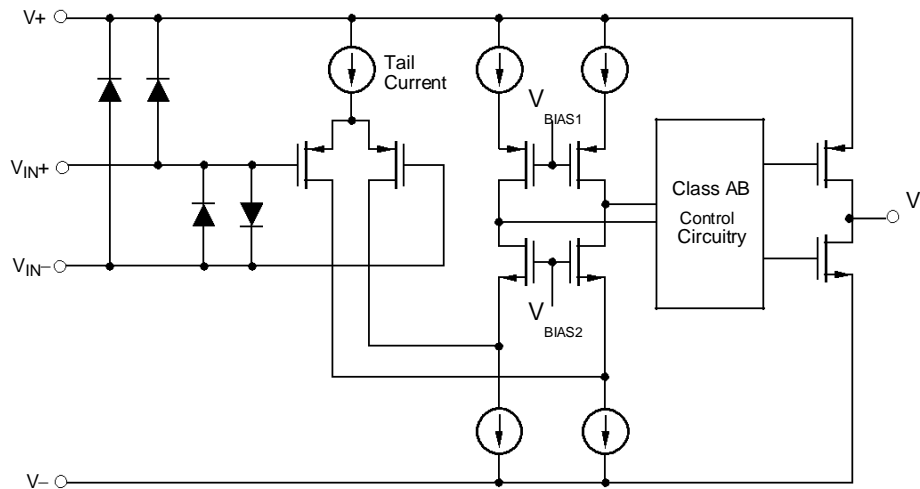 V+
Tail
Current
V
BIAS1
VIN+
Class AB
Control
Circuitry
V
VIN−
V
BIAS2
V−